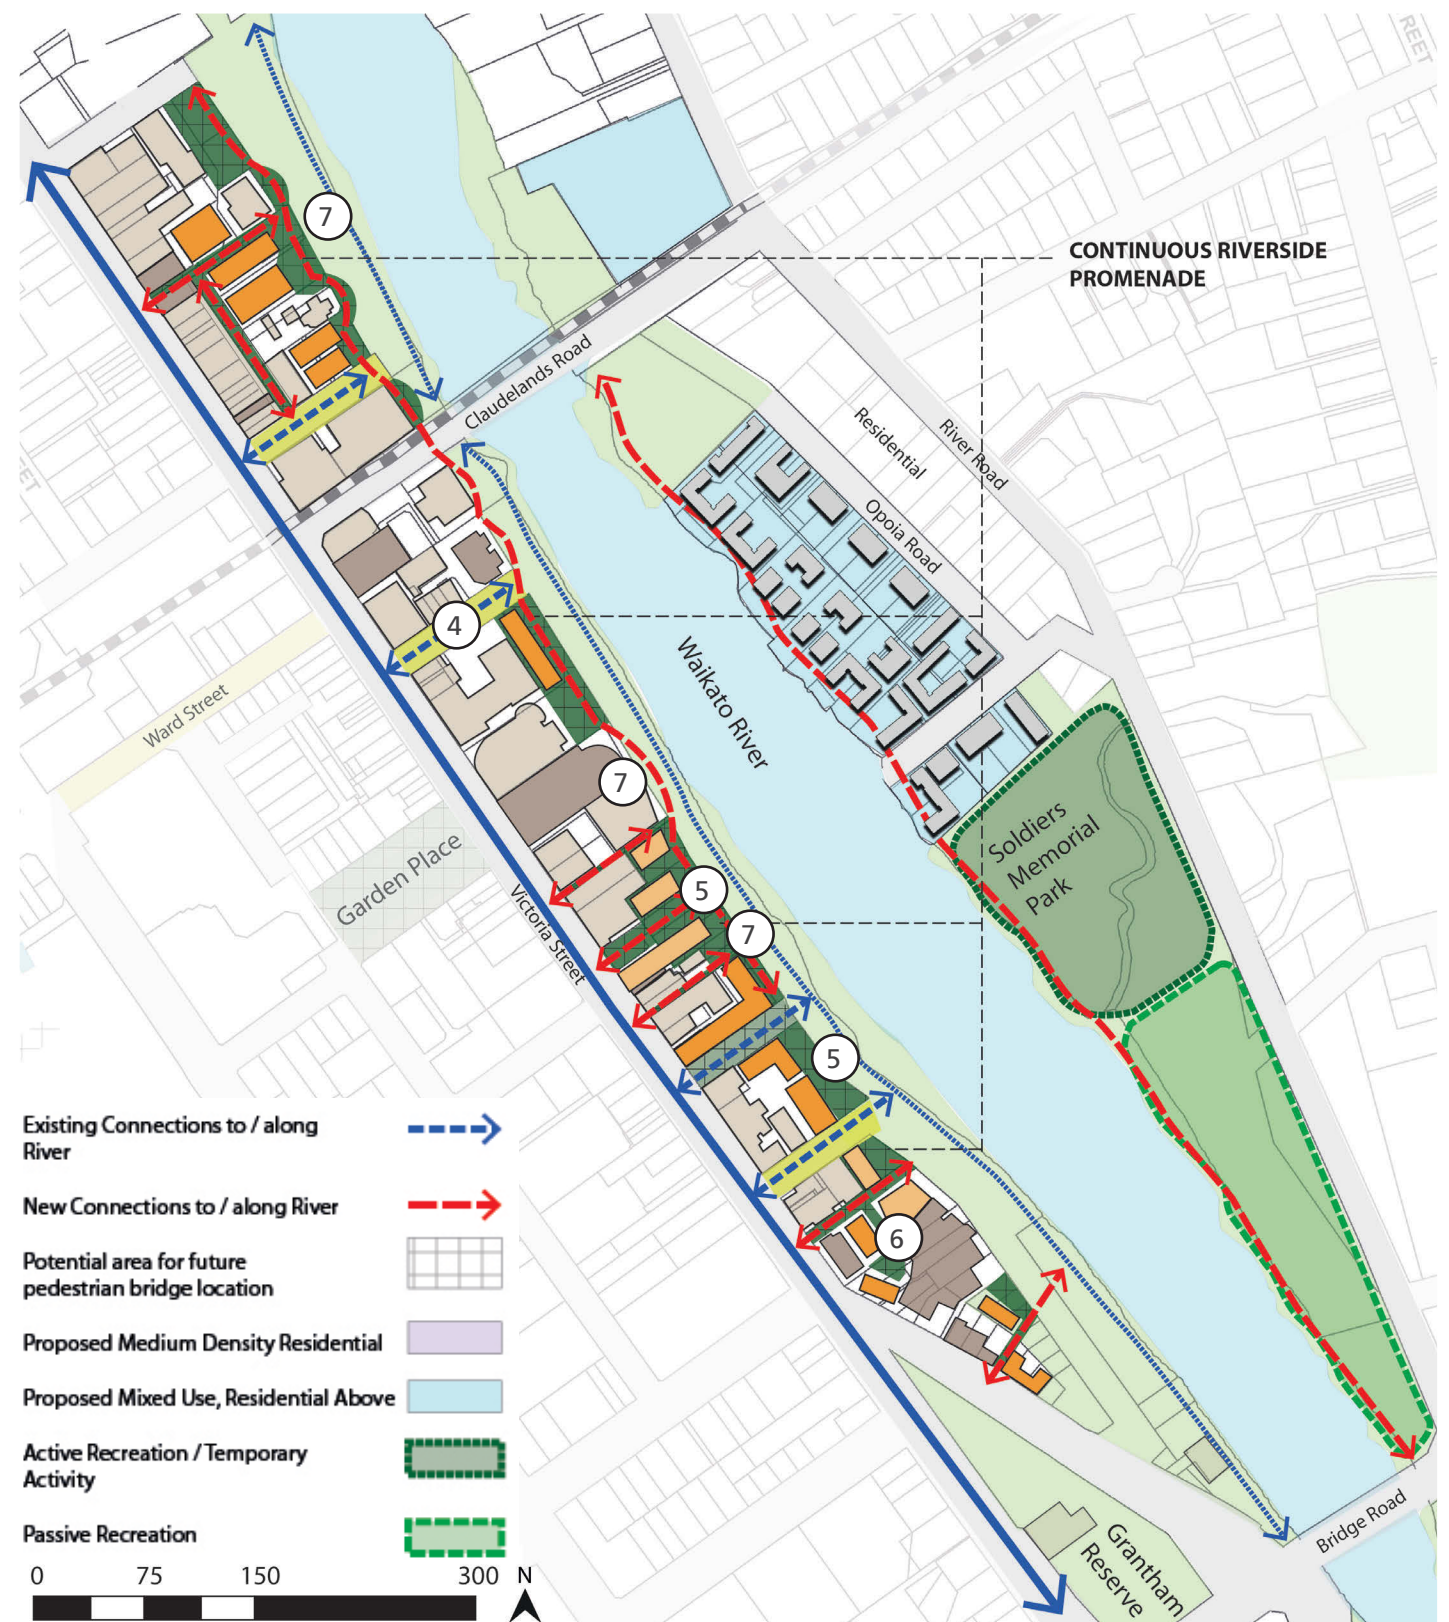 REET
7
CONTINUOUS RIVERSIDE
PROMENADE
Claudelands Road
Residential
River Road
Opoia Road
4
Waikato River
Ward Street
7
Garden Place
Victoria Street
5
7
Soldiers
Memorial
Park
5
6
Existing Connections to / along
River
New Connections to / along River
Potential area for future
pedestrian bridge location
Proposed Medium Density Residential
Proposed Mixed Use, Residential Above
Active Recreation / Temporary
Activity
Passive Recreation
0 75 150 300 N
Grantham
Reserve
Bridge Road